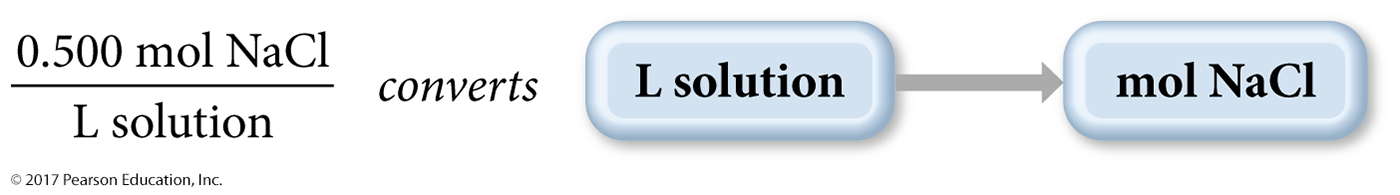 0.500 mol NaCl
L solution
converts
L solution
mol NaCl
© 2017 Pearson Education, Inc.